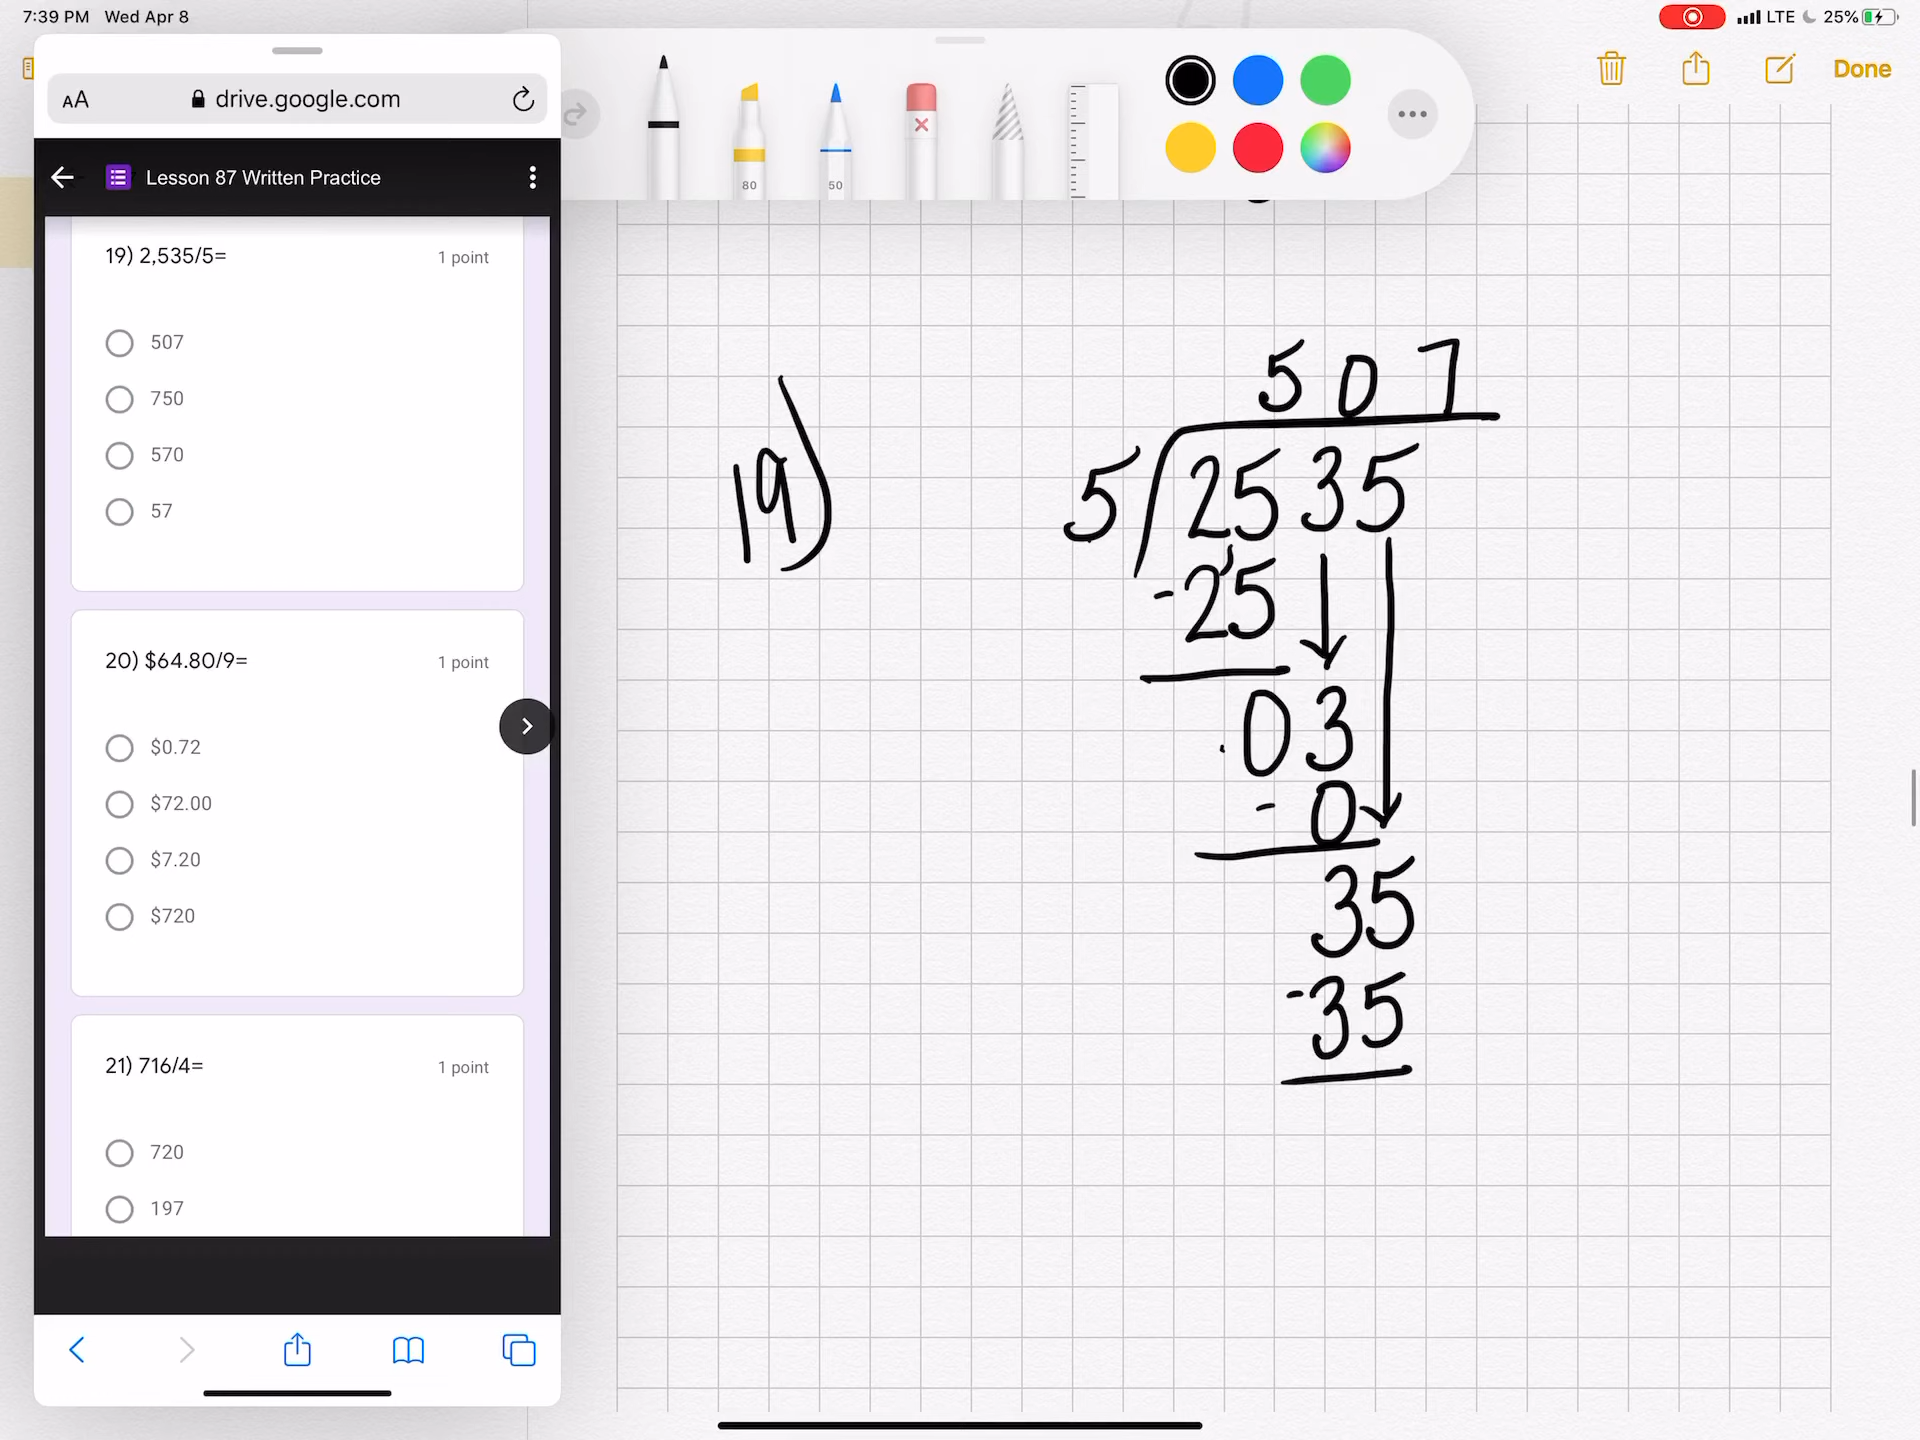 7:39 PM Wed Apr 8
LTE 25%
AA drive.google.com
Done
80
50
Lesson 87 Written Practice
19) 2,535/5= 1 point
507
750
570
57
20) $64.80/9= 1 point
$0.72
$72.00
$7.20
$720
21) 716/4= 1 point
720
197
19)
507
5 2535
-25
03
- 0
35
-35